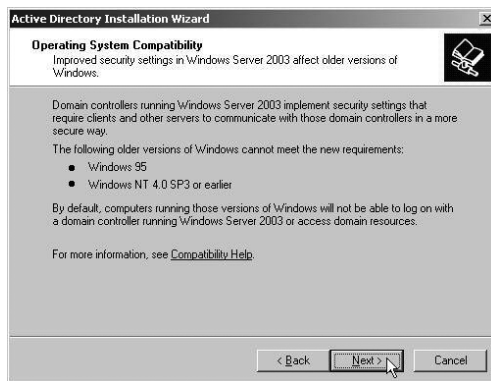 Active Directory Installation Wizard
Operating System Compatibility
Improved security settings in Windows Server 2003 affect older versions of
Windows.
Domain controllers running Windows Server 2003 implement security settings that
require clients and other servers to communicate with those domain controllers in a more
secure way.
The following older versions of Windows cannot meet the new requirements:
● Windows 95
● Windows NT 4.0 SP3 or earlier
By default, computers running those versions of Windows will not be able to log on with
a domain controller running Windows Server 2003 or access domain resources.
For more information, see Compatibility Help.
< Back Next > Cancel